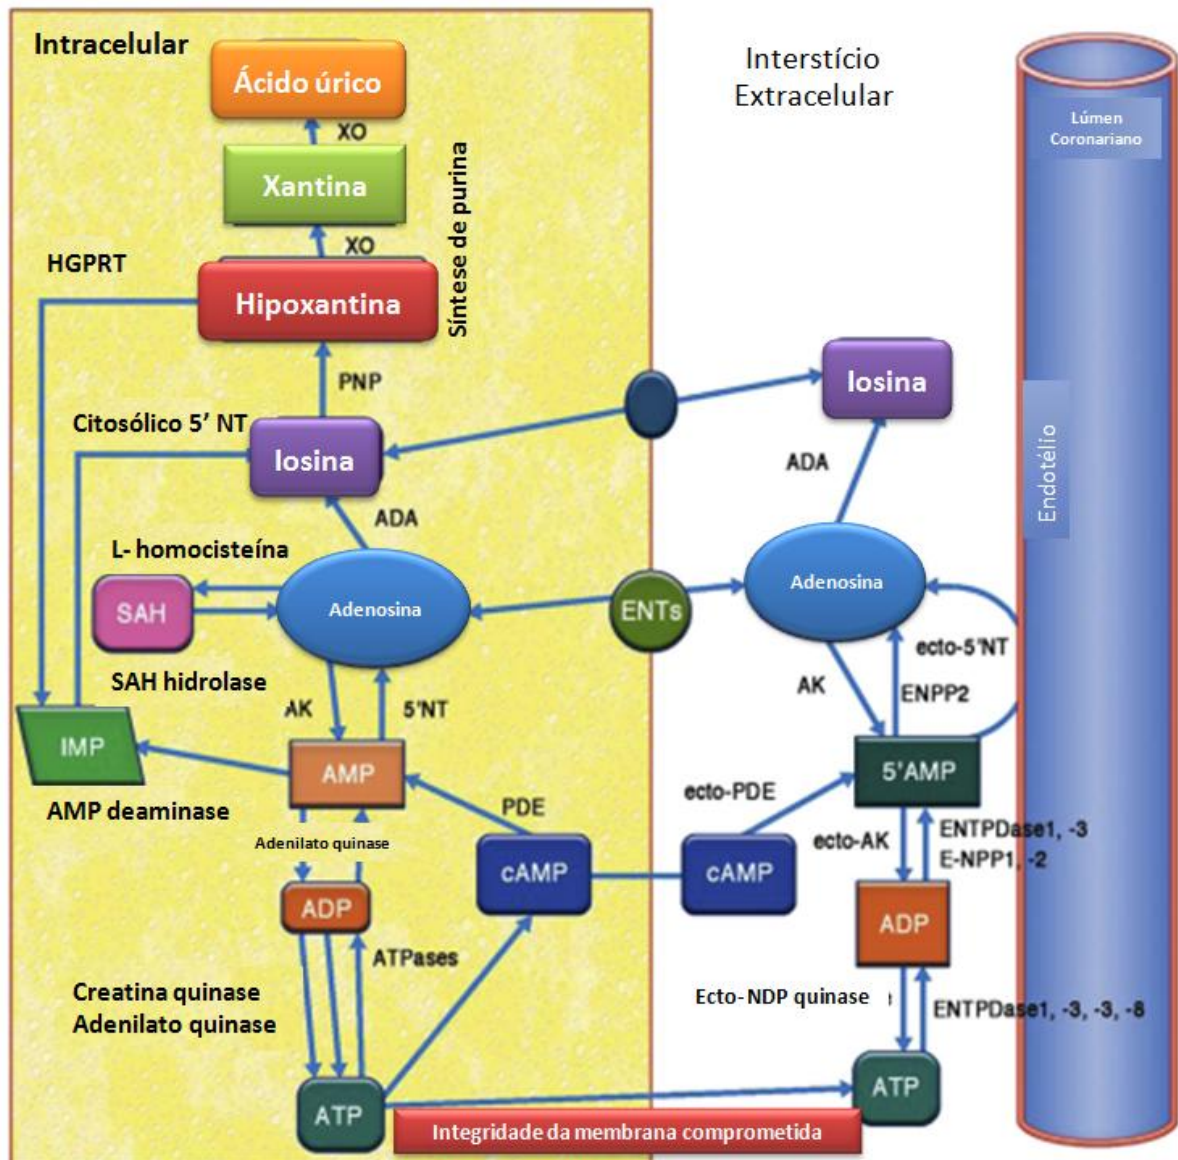 Intracelular
Interstício
Extracelular
Lúmen
Coronariano
Ácido úrico
XO
Xantina
XO
Síntese de purina
HGPRT
Hipoxantina
PNP
Iosina
Citosólico 5’ NT
Iosina
ADA
ADA
Endotélio
L- homocisteína
SAH
Adenosina
ENTs
Adenosina
SAH hidrolase
AK
5'NT
AK
ecto-5'NT
ENPP2
IMP
AMP
5'AMP
AMP deaminase
PDE
ecto-PDE
Adenilato quinase
ecto-AK
ENTPDase1, -3
E-NPP1, -2
cAMP
cAMP
ADP
ADP
ATPases
Creatina quinase
Adenilato quinase
Ecto- NDP quinase
ENTPDase1, -3, -3, -8
ATP
ATP
Integridade da membrana comprometida